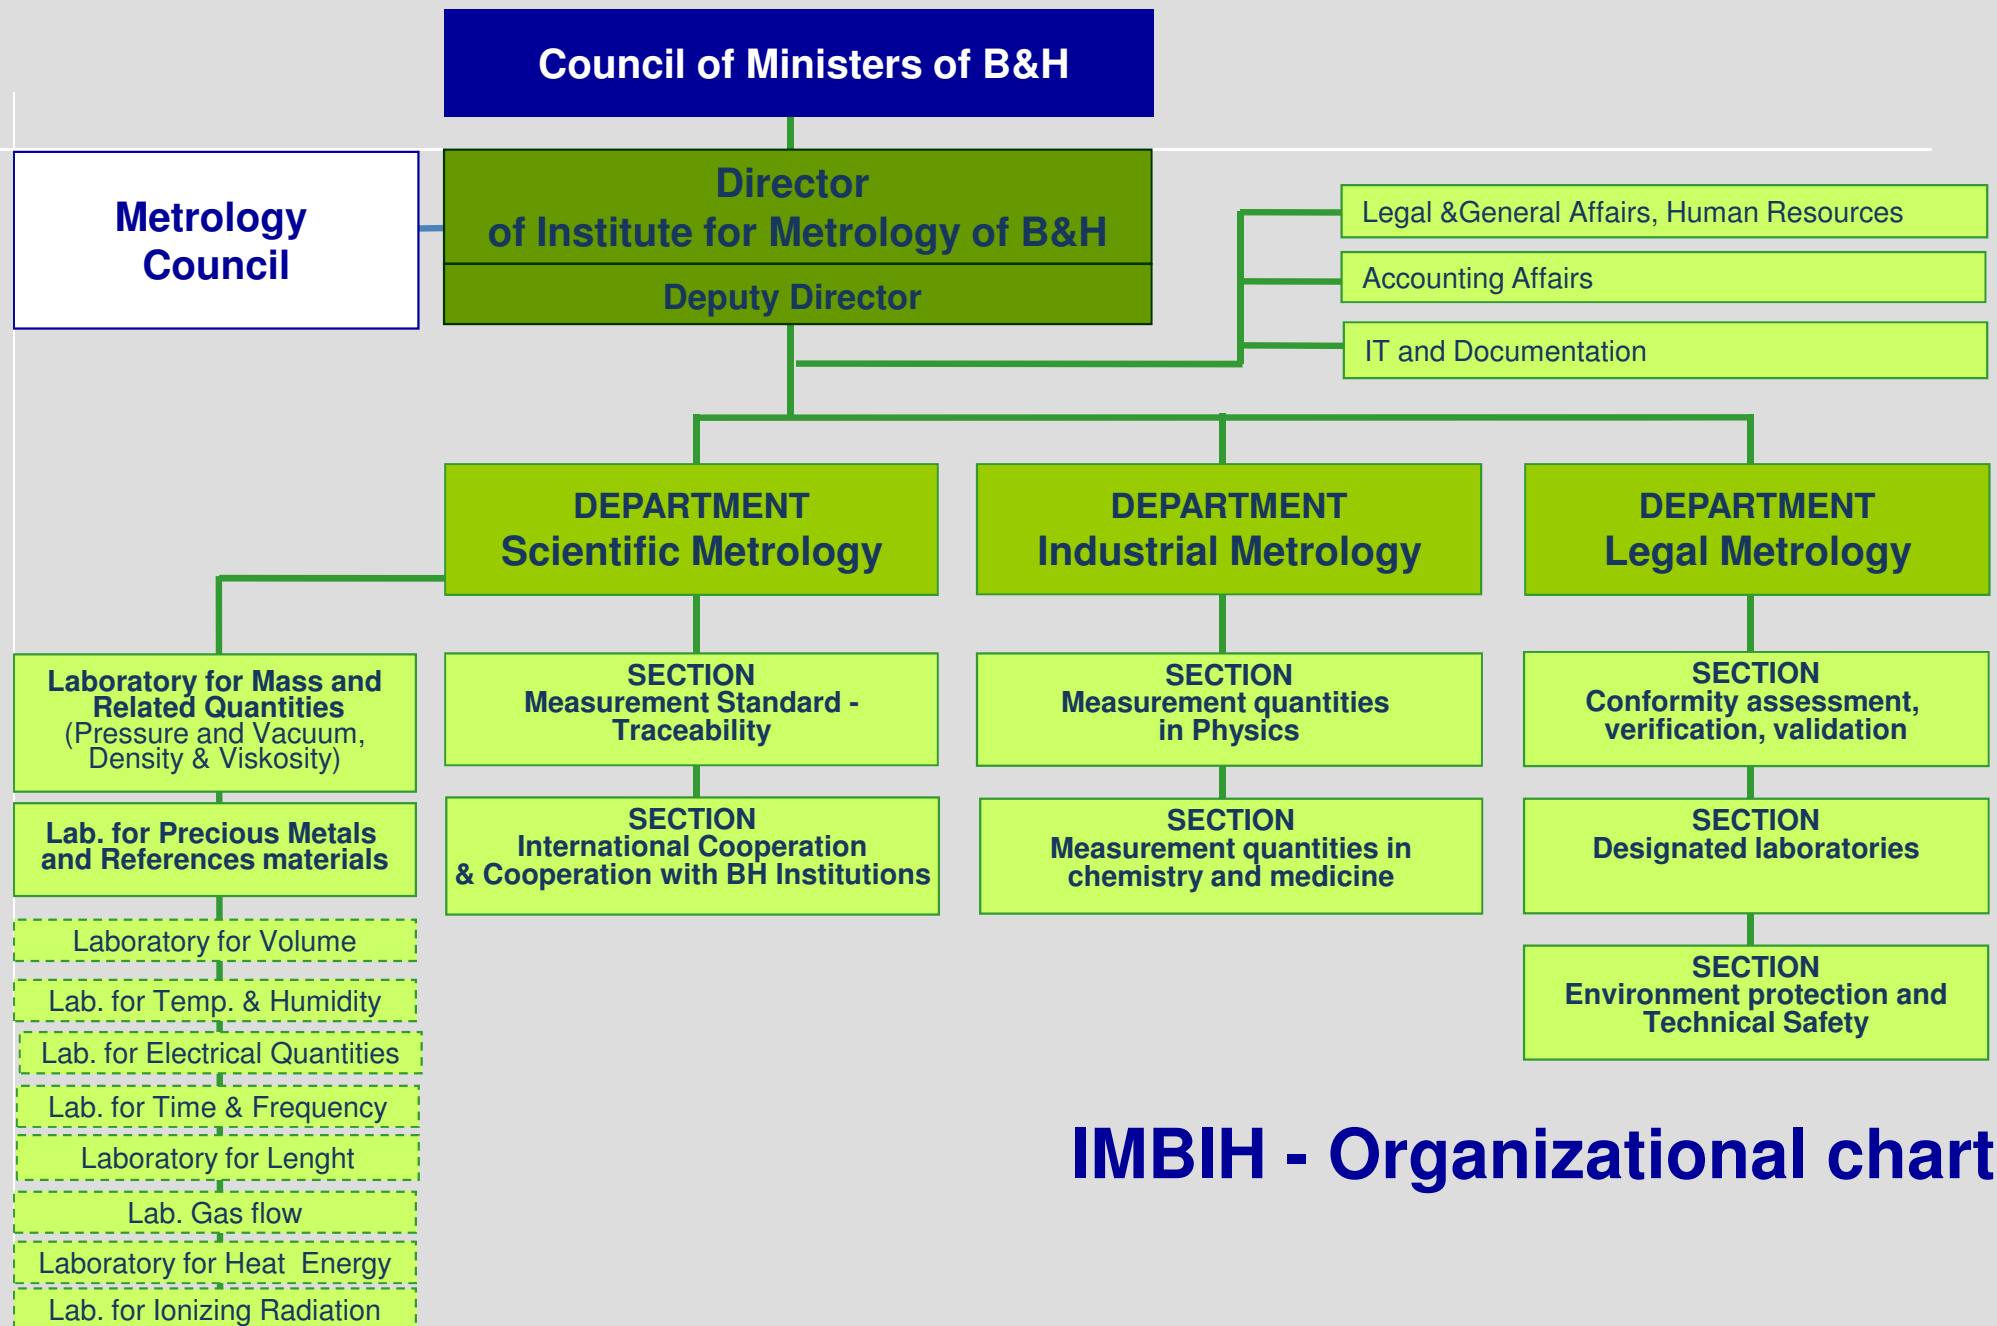 Council of Ministers of B&H
Metrology
Council
Director
of Institute for Metrology of B&H
Deputy Director
Legal &General Affairs, Human Resources
Accounting Affairs
IT and Documentation
DEPARTMENT
Scientific Metrology
DEPARTMENT
Industrial Metrology
DEPARTMENT
Legal Metrology
Laboratory for Mass and
Related Quantities
(Pressure and Vacuum,
Density & Viskosity)
Lab. for Precious Metals
and References materials
Laboratory for Volume
Lab. for Temp. & Humidity
Lab. for Electrical Quantities
Lab. for Time & Frequency
Laboratory for Lenght
Lab. Gas flow
Laboratory for Heat  Energy
Lab. for Ionizing Radiation
SECTION
Measurement Standard -
Traceability
SECTION
International Cooperation
& Cooperation with BH Institutions
SECTION
Measurement quantities
in Physics
SECTION
Measurement quantities in
chemistry and medicine
SECTION
Conformity assessment,
verification, validation
SECTION
Designated laboratories
SECTION
Environment protection and
Technical Safety
IMBIH - Organizational chart